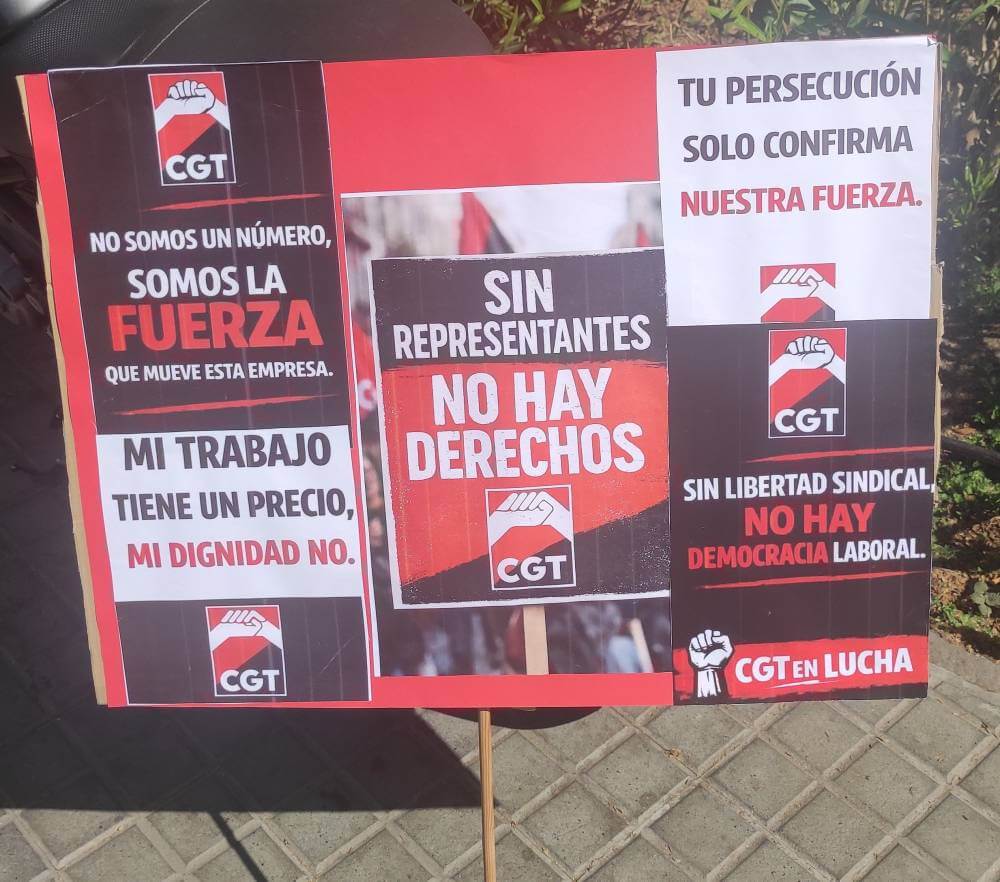 CGT
NO SOMOS UN NÚMERO,
SOMOS LA
FUERZA
QUE MUEVE ESTA EMPRESA.
MI TRABAJO
TIENE UN PRECIO,
MI DIGNIDAD NO.
CGT
SIN
REPRESENTANTES
NO HAY
DERECHOS
CGT
TU PERSECUCIÓN
SOLO CONFIRMA
NUESTRA FUERZA.
CGT
SIN LIBERTAD SINDICAL,
NO HAY
DEMOCRACIA LABORAL.
CGT EN LUCHA